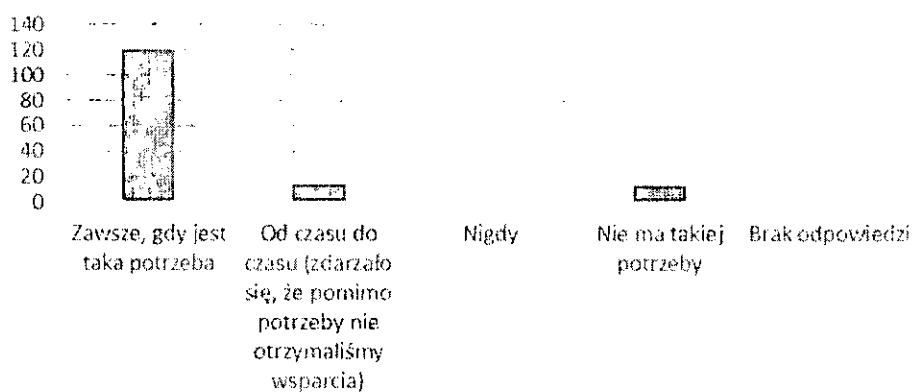 140
120
100
80
60
40
20
0
Zawsze, gdy jest
taka potrzeba
Od czasu do
czasu (zdarzało
się, że pomimo
potrzeby nie
otrzymaliśmy
wsparcia)
Nigdy
Nie ma takiej
potrzeby
Brak odpowiedzi